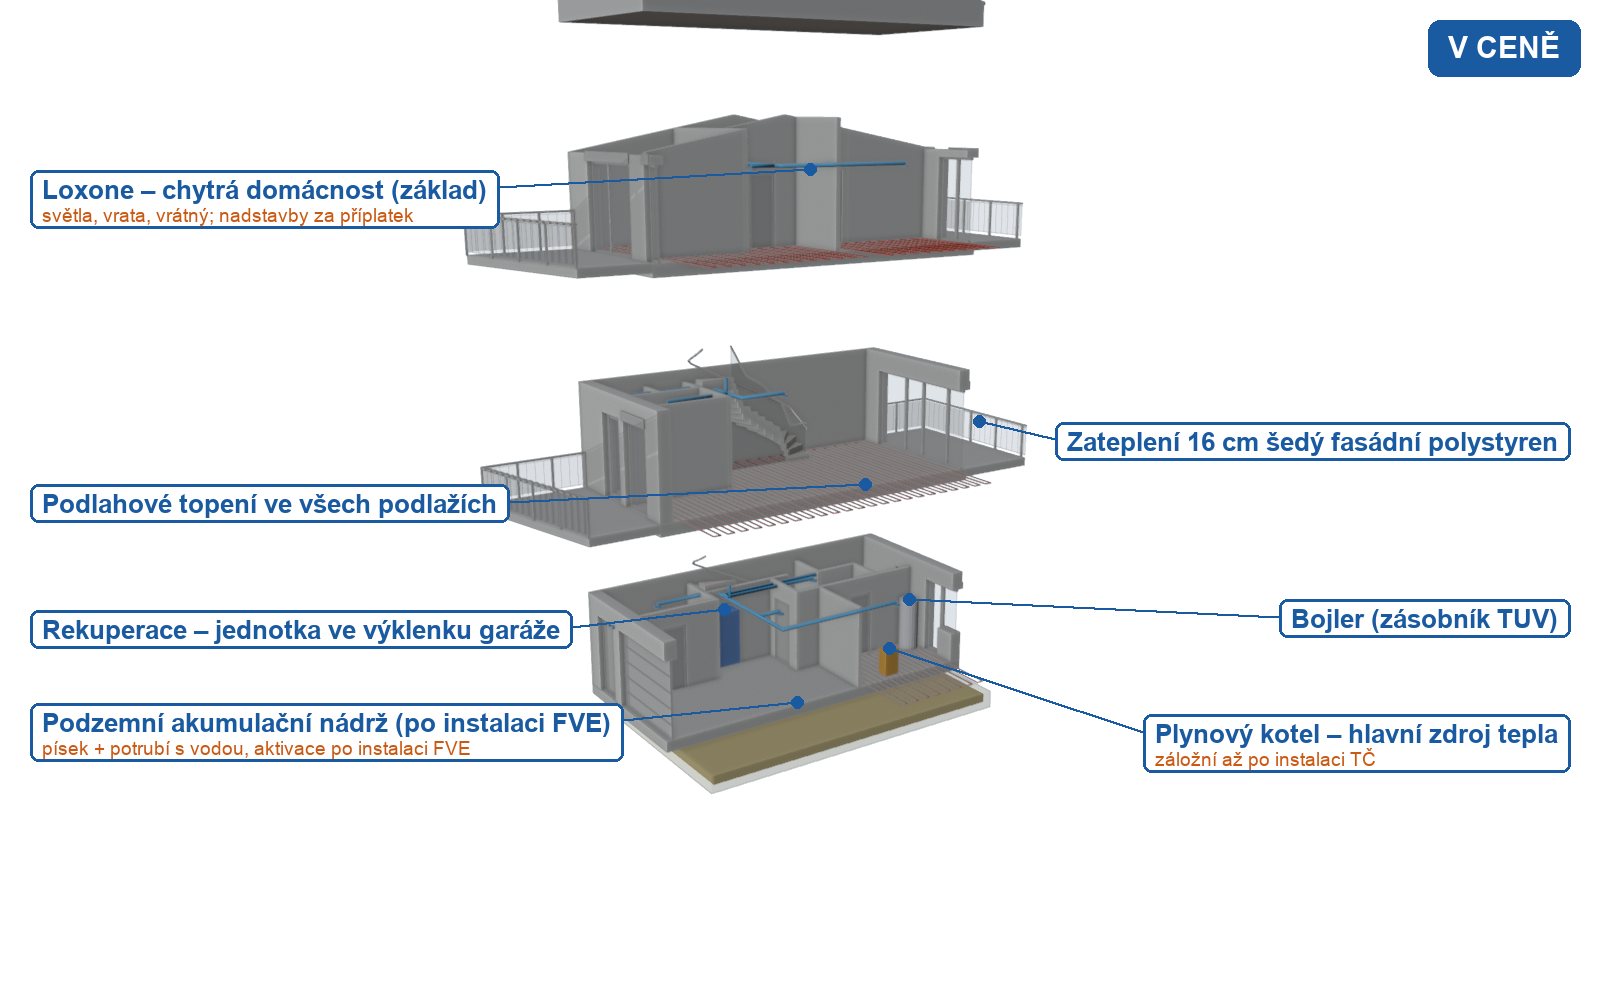 V CENĚ
Loxone – chytrá domácnost (základ)
světla, vrata, vrátný; nadstavby za příplatek
Zateplení 16 cm šedý fasádní polystyren
Podlahové topení ve všech podlažích
Rekuperace – jednotka ve výklenku garáže
Bojler (zásobník TUV)
Podzemní akumulační nádrž (po instalaci FVE)
písek + potrubí s vodou, aktivace po instalaci FVE
Plynový kotel – hlavní zdroj tepla
záložní až po instalaci TČ